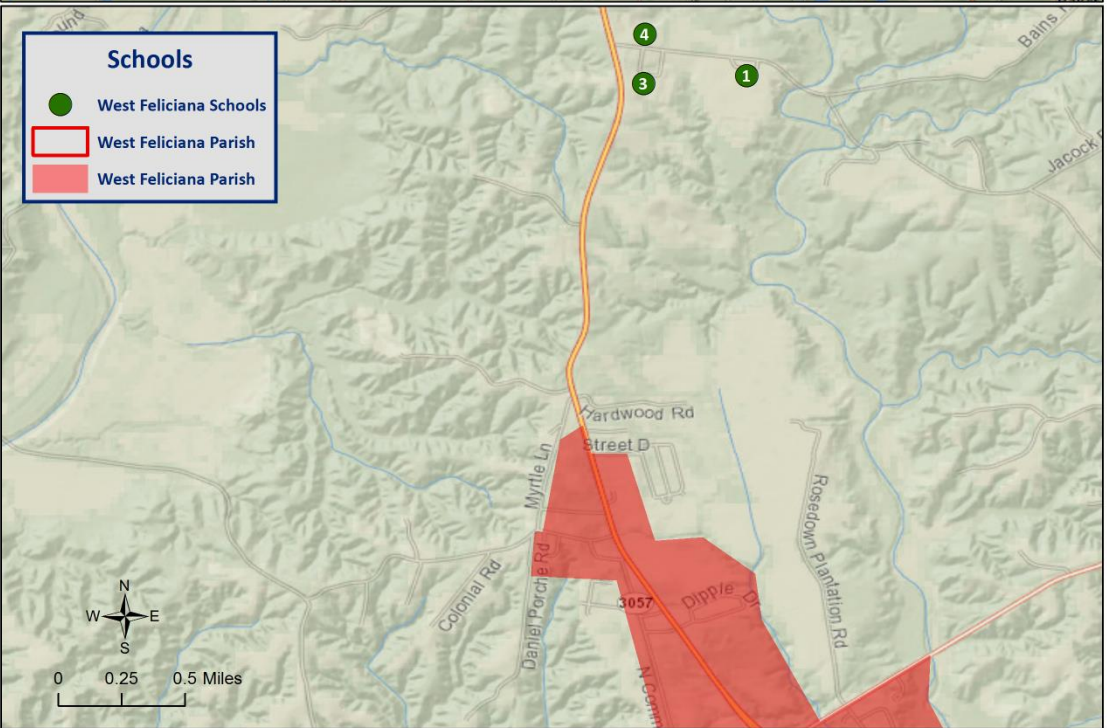 Schools
West Feliciana Schools
West Feliciana Parish
West Feliciana Parish
4
3
1
Bains
Jacock
Hardwood Rd
Street D
Myrtle Ln
Rosedown Plantation Rd
Colonial Rd
Daniel Porche Rd
3057
Dipple Dr
N Comm
N
W E
S
0 0.25 0.5 Miles